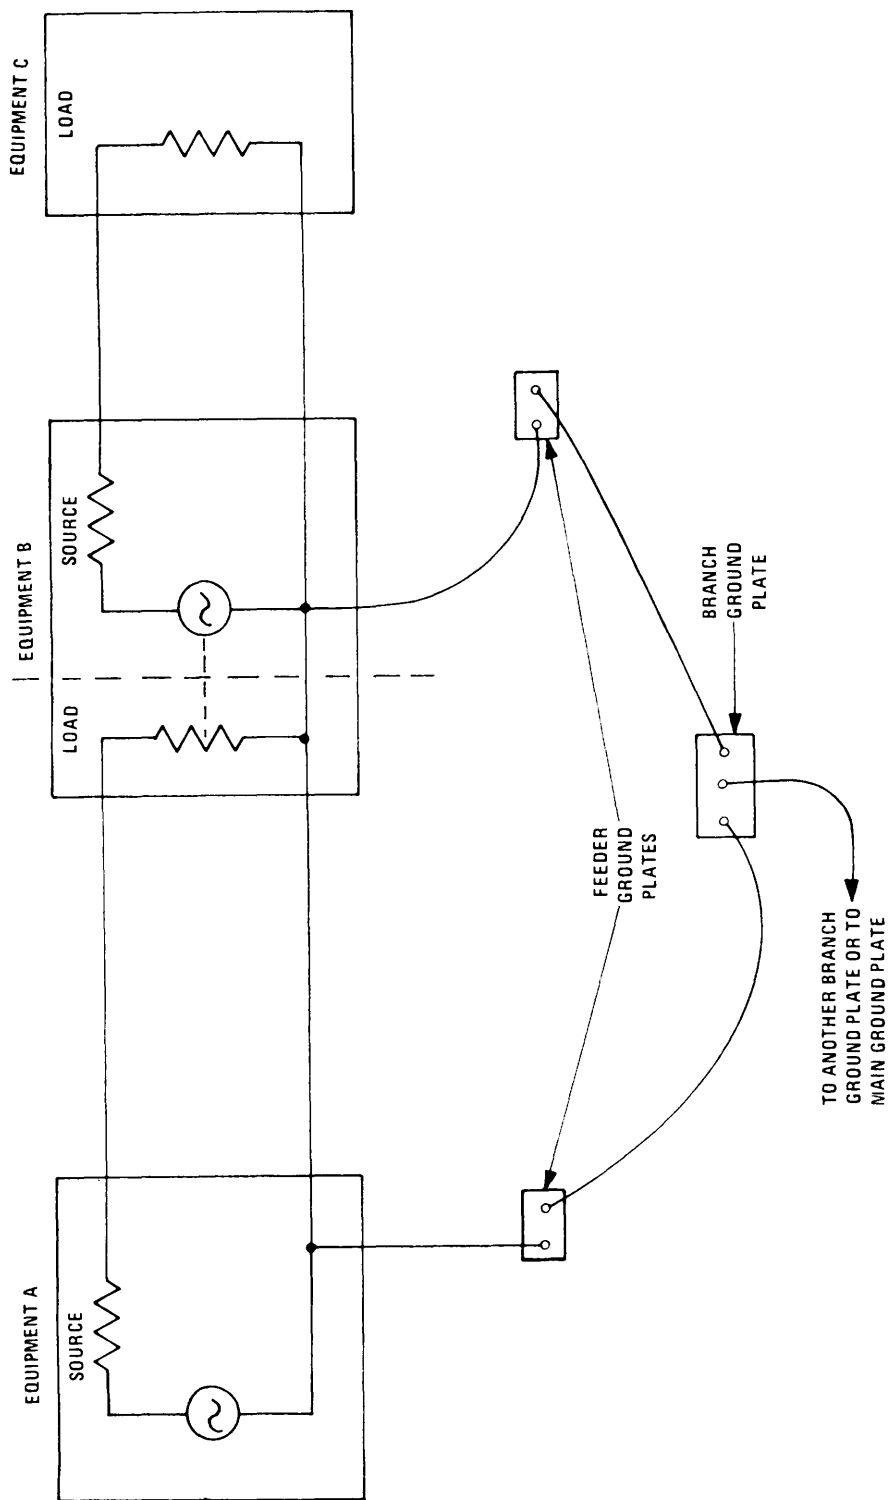 EQUIPMENT A
SOURCE
EQUIPMENT B
LOAD
SOURCE
EQUIPMENT C
LOAD
FEEDER
GROUND
PLATES
BRANCH
GROUND
PLATE
TO ANOTHER BRANCH
GROUND PLATE OR TO
MAIN GROUND PLATE